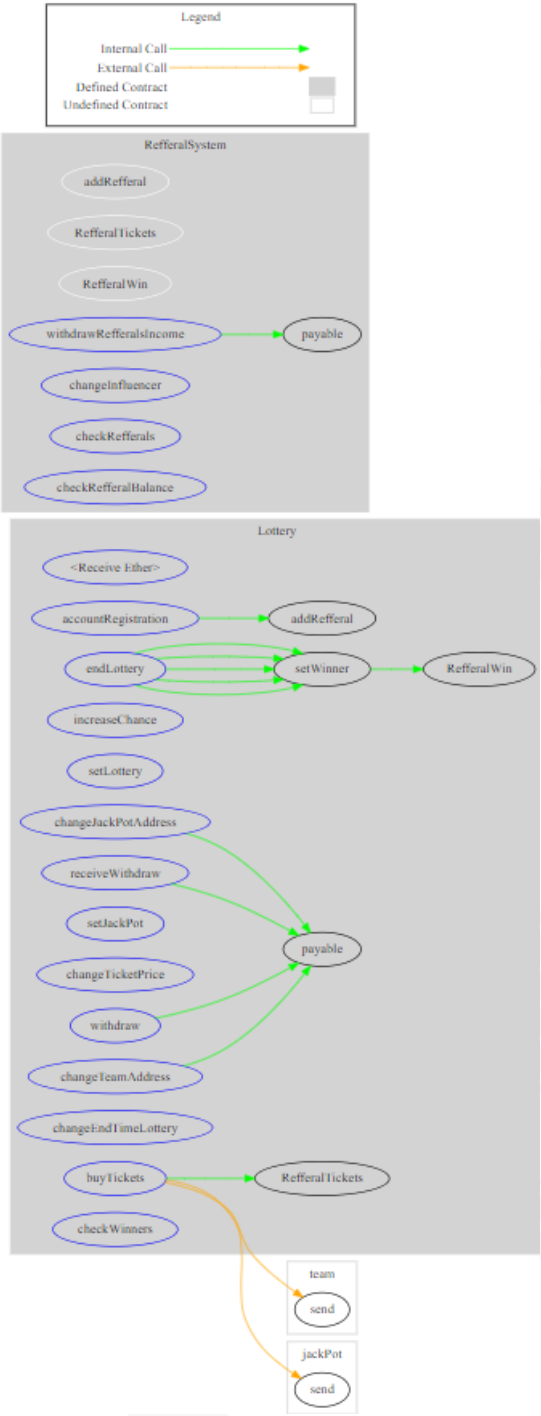 Legend
Internal Call
External Call
Defined Contract
Undefined Contract
RefferalSystem
addRefferal
RefferalTickets
RefferalWin
withdrawRefferalsIncome
payable
changeInfluencer
checkRefferals
checkRefferalBalance
Lottery
<Receive Ether>
accountRegistration
addRefferal
endLottery
setWinner
RefferalWin
increaseChance
setLottery
changeJackPotAddress
receiveWithdraw
setJackPot
payable
changeTicketPrice
withdraw
changeTeamAddress
changeEndTimeLottery
buyTickets
RefferalTickets
checkWinners
team
send
jackPot
send